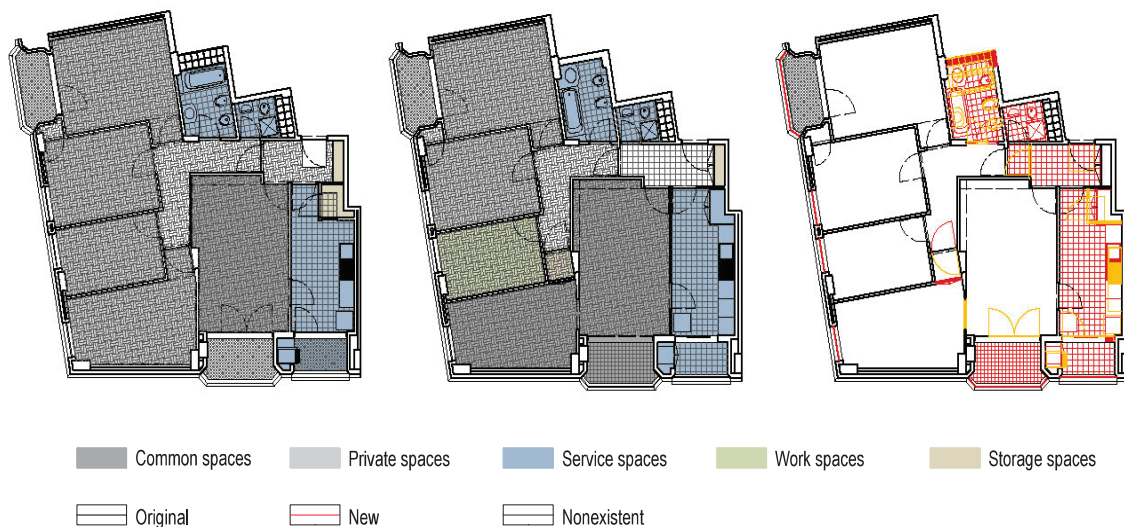 Common spaces Private spaces Service spaces Work spaces Storage spaces
Original New Nonexistent